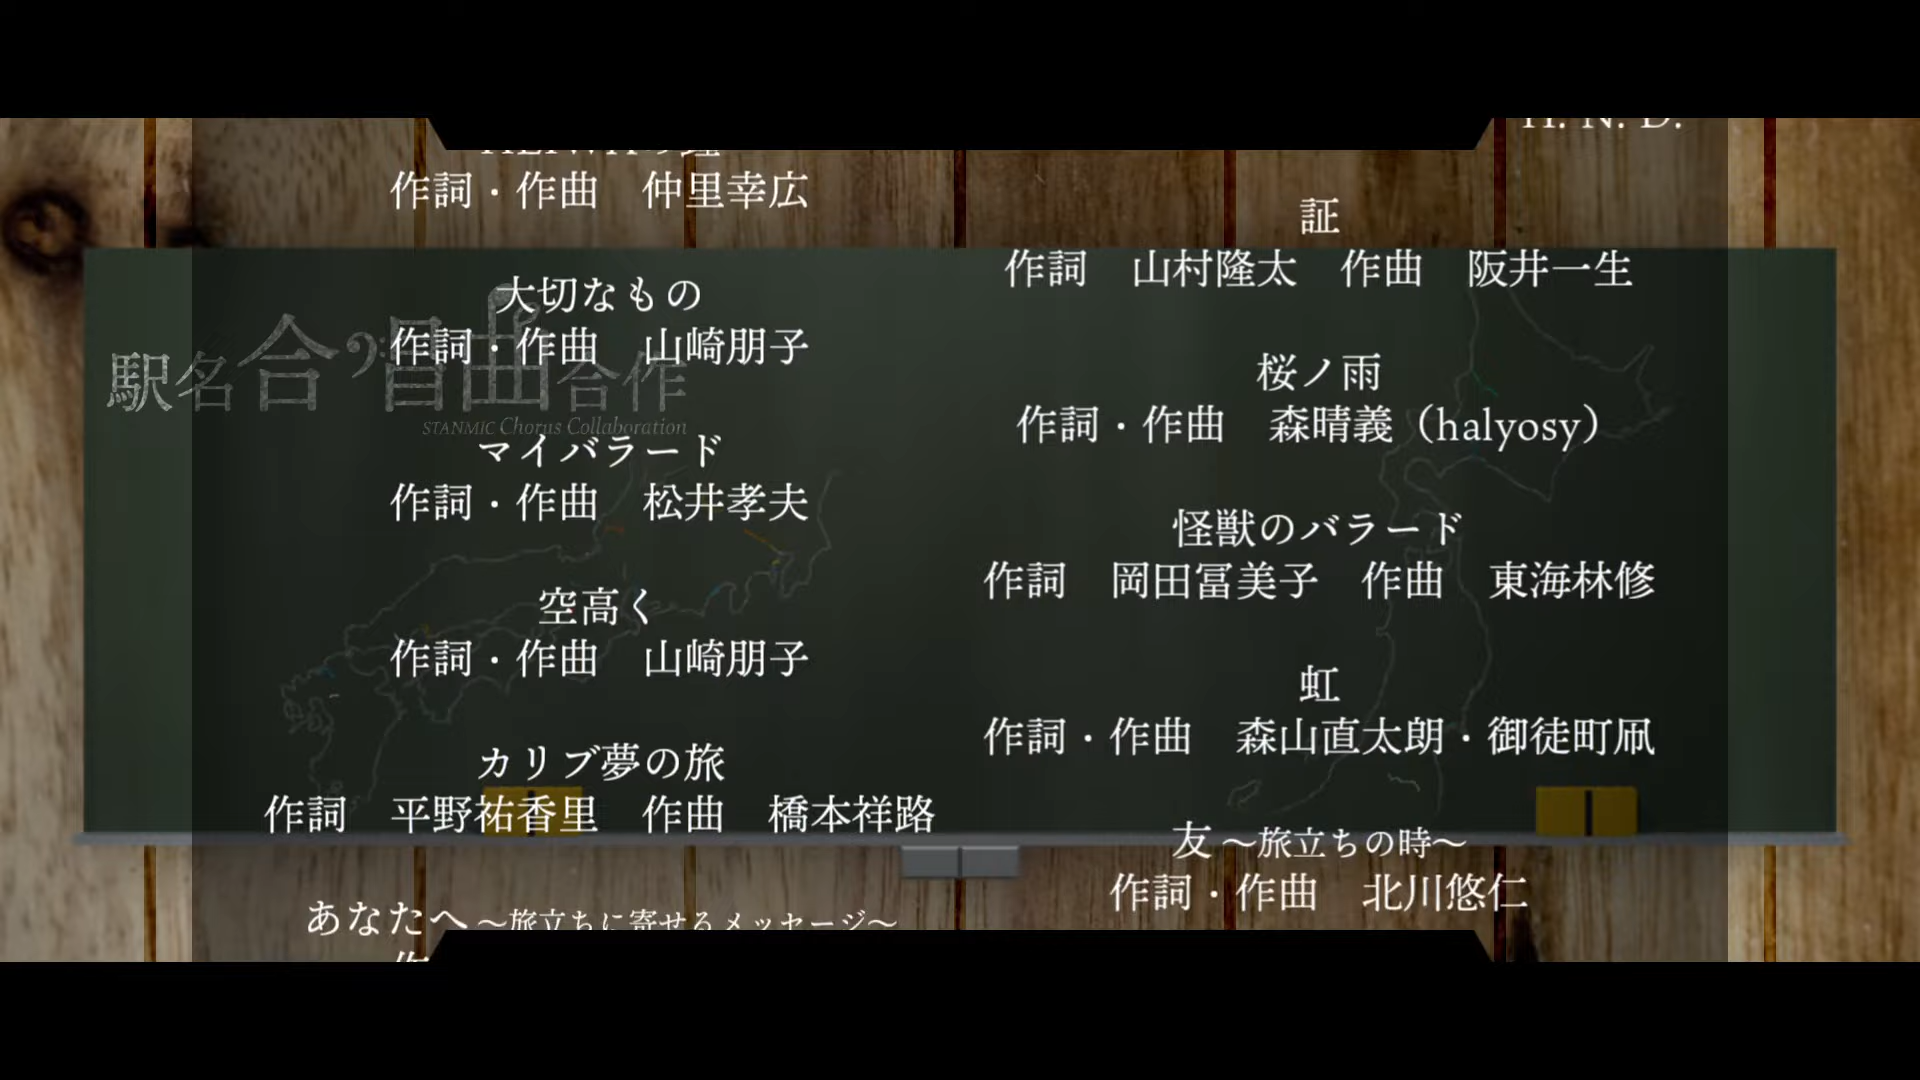 作詞・作曲　仲里幸広
大切なもの
作詞・作曲　山崎朋子
駅名合唱曲合作
STANMIC Chorus Collaboration
マイバラード
作詞・作曲　松井孝夫
空高く
作詞・作曲　山崎朋子
カリブ夢の旅
作詞　平野祐香里　作曲　橋本祥路
あなたへ～旅立ちに寄せるメッセージ～
H. N. D.
証
作詞　山村隆太　作曲　阪井一生
桜ノ雨
作詞・作曲　森晴義（halyosy）
怪獣のバラード
作詞　岡田冨美子　作曲　東海林修
虹
作詞・作曲　森山直太朗・御徒町凧
友～旅立ちの時～
作詞・作曲　北川悠仁